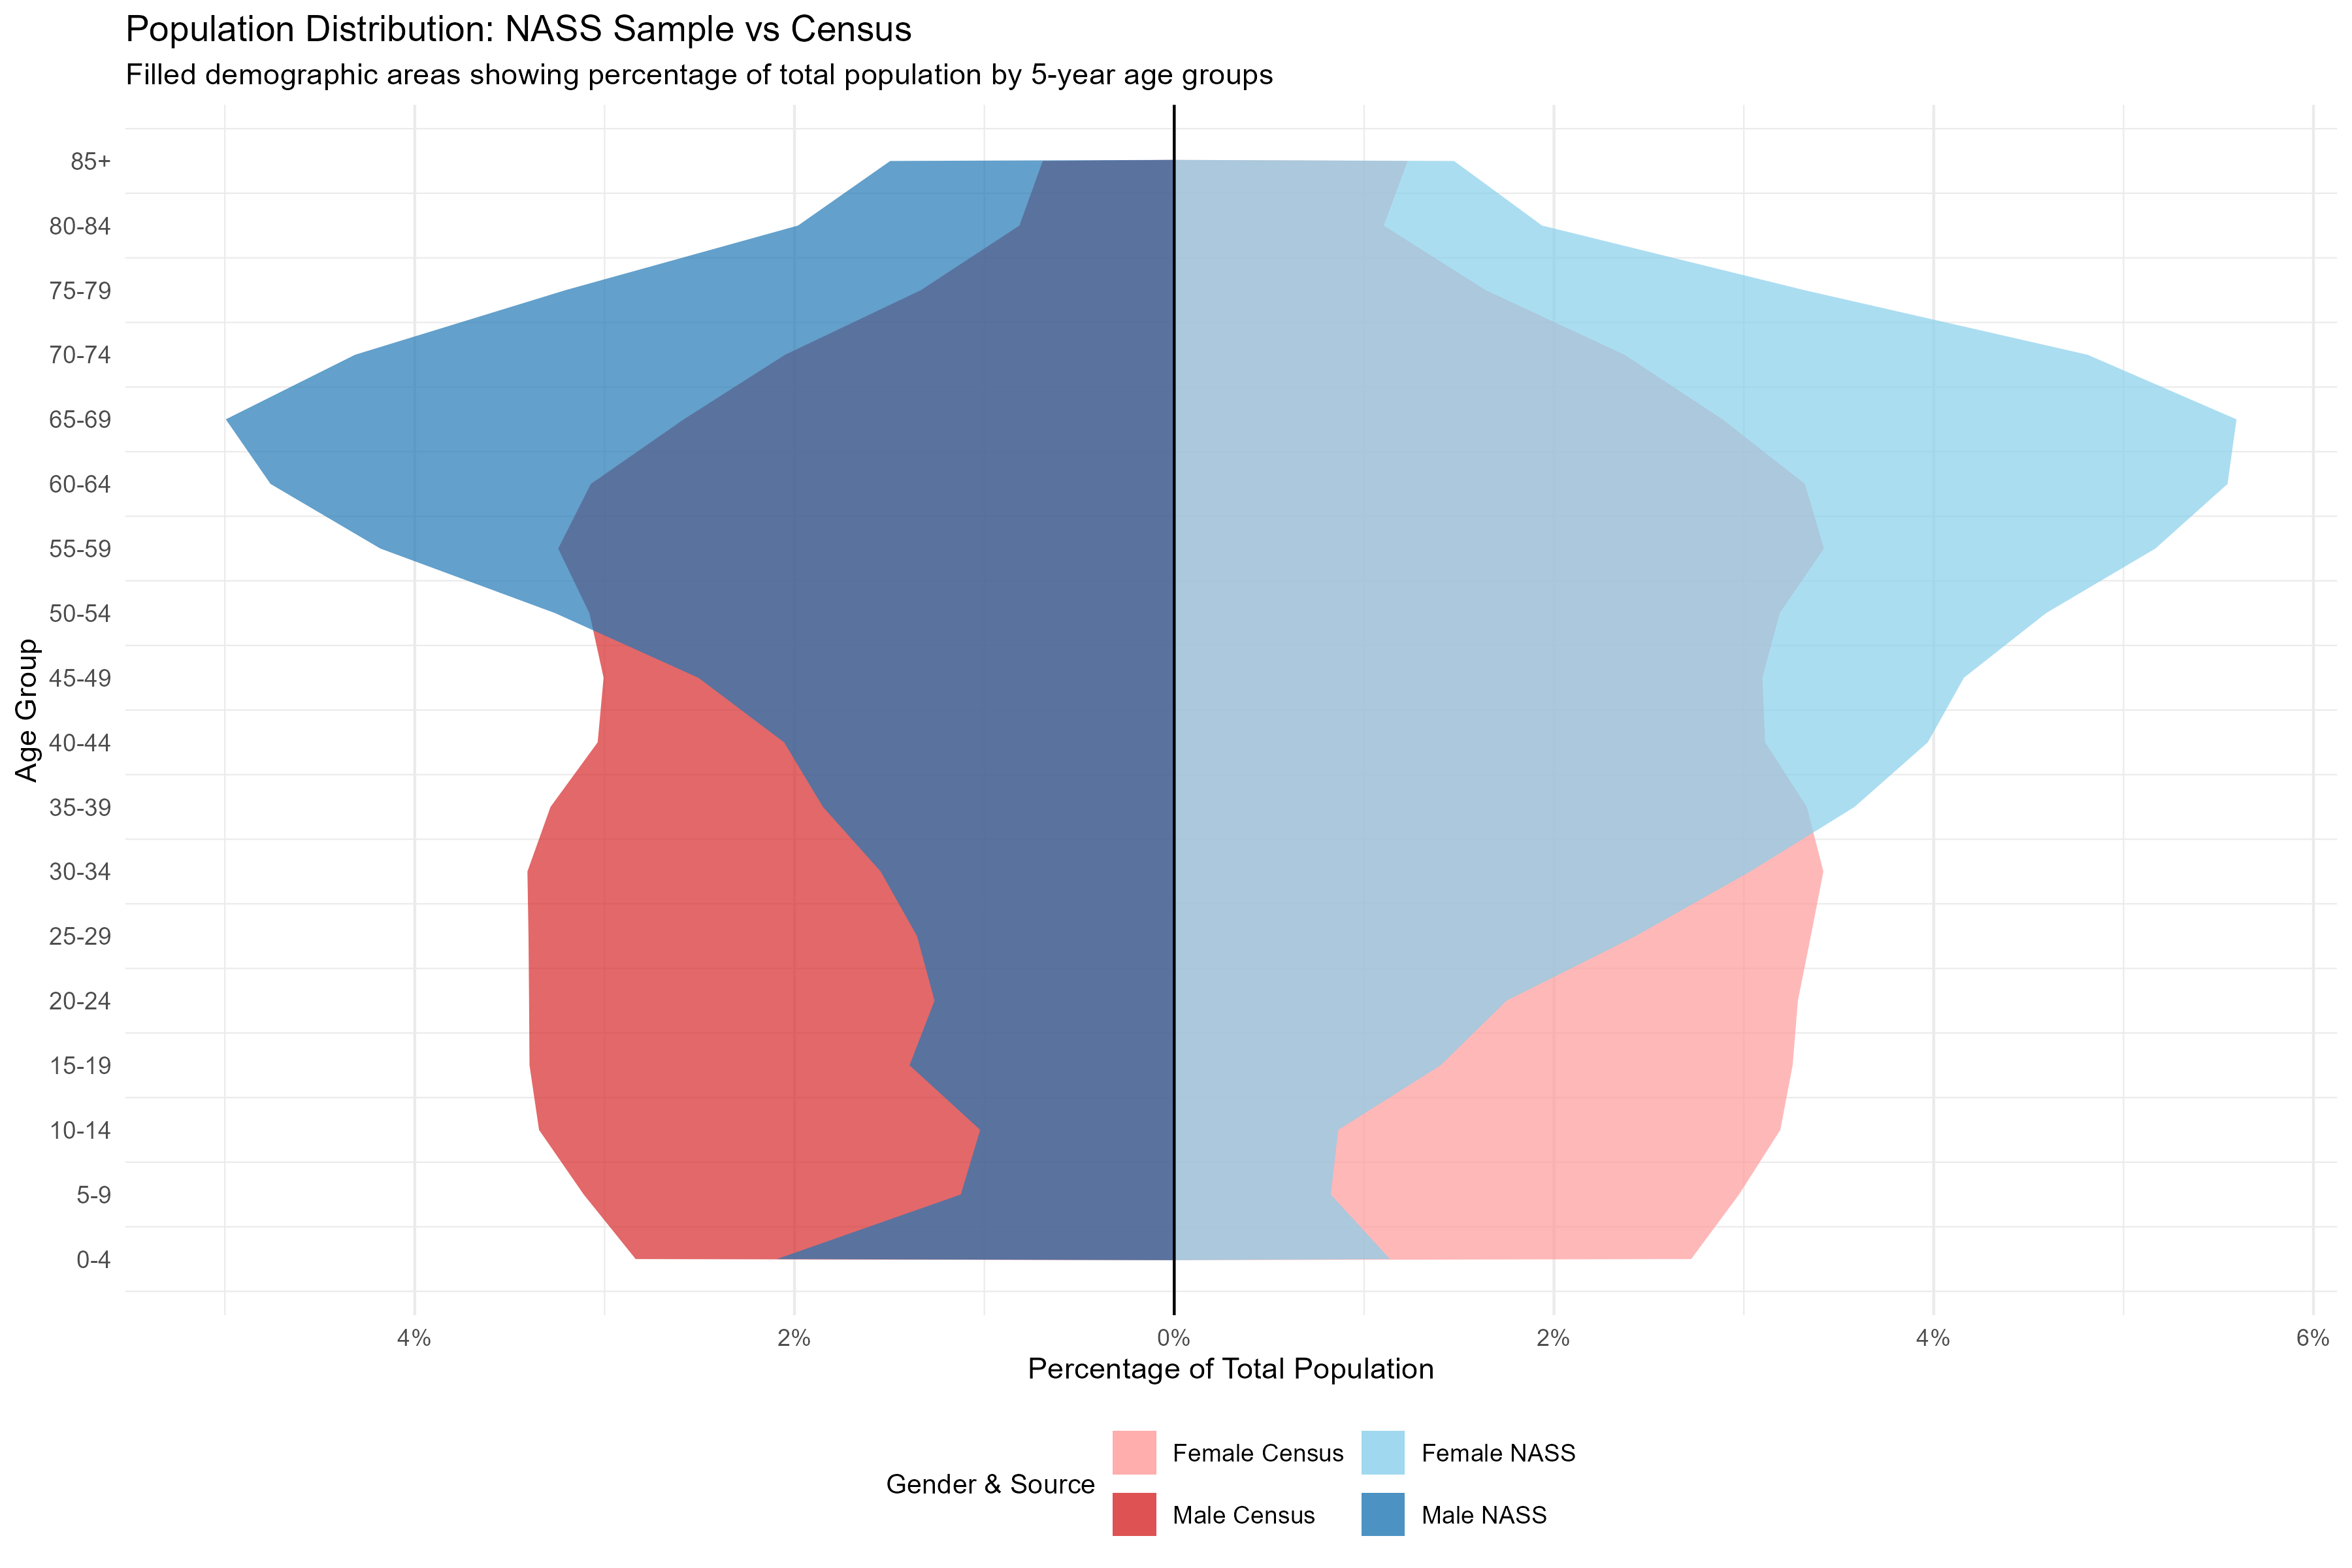 Population Distribution: NASS Sample vs Census
Filled demographic areas showing percentage of total population by 5-year age groups
Age Group
85+
80-84
75-79
70-74
65-69
60-64
55-59
50-54
45-49
40-44
35-39
30-34
25-29
20-24
15-19
10-14
5-9
0-4
4% 2% 0% 2% 4% 6%
Percentage of Total Population
Gender & Source
Female Census Female NASS
Male Census Male NASS